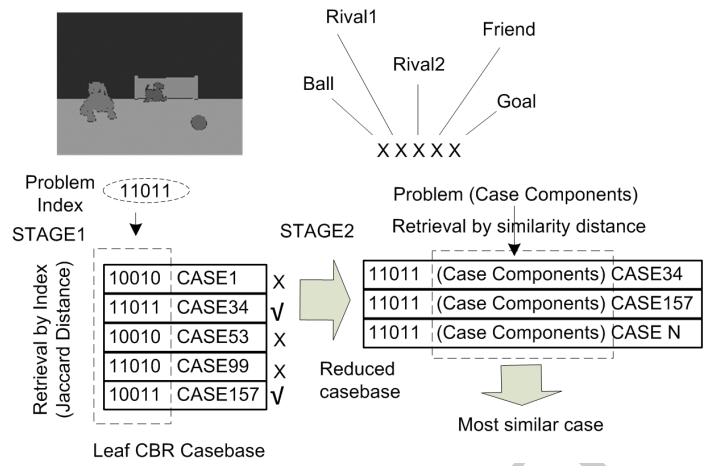 Rival1
Friend
Rival2
Ball
Goal
X X X X X
Problem
Index
11011
Problem (Case Components)
STAGE1
STAGE2
Retrieval by similarity distance
Retrieval by Index
(Jaccard Distance)
10010 CASE1 X
11011 CASE34 √
10010 CASE53 X
11010 CASE99 X
10011 CASE157 √
11011 (Case Components) CASE34
11011 (Case Components) CASE157
11011 (Case Components) CASE N
Reduced
casebase
Most similar case
Leaf CBR Casebase